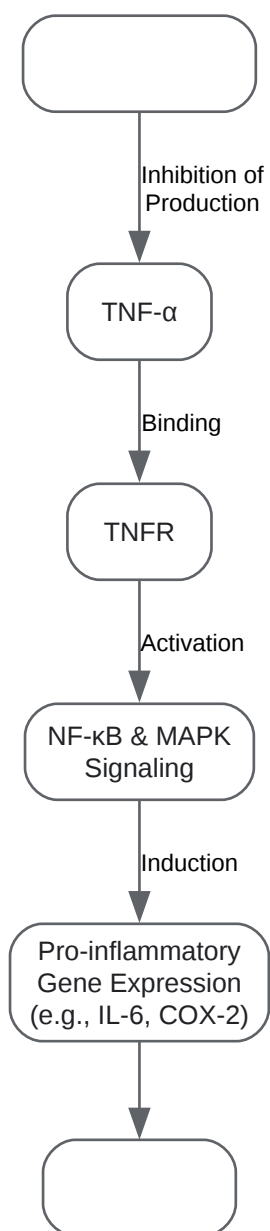 Inhibition of
Production
TNF-α
Binding
TNFR
Activation
NF-κB & MAPK
Signaling
Induction
Pro-inflammatory
Gene Expression
(e.g., IL-6, COX-2)